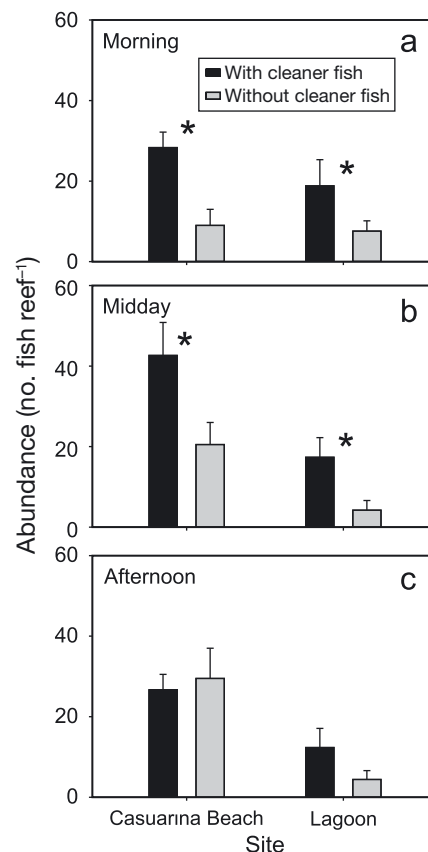 60
Morning
a
With cleaner fish
Without cleaner fish
40
*
*
20
0
60
Midday
b
*
40
*
20
0
60
Afternoon
c
40
20
0
Abundance (no. fish reef⁻¹)
Casuarina Beach
Lagoon
Site